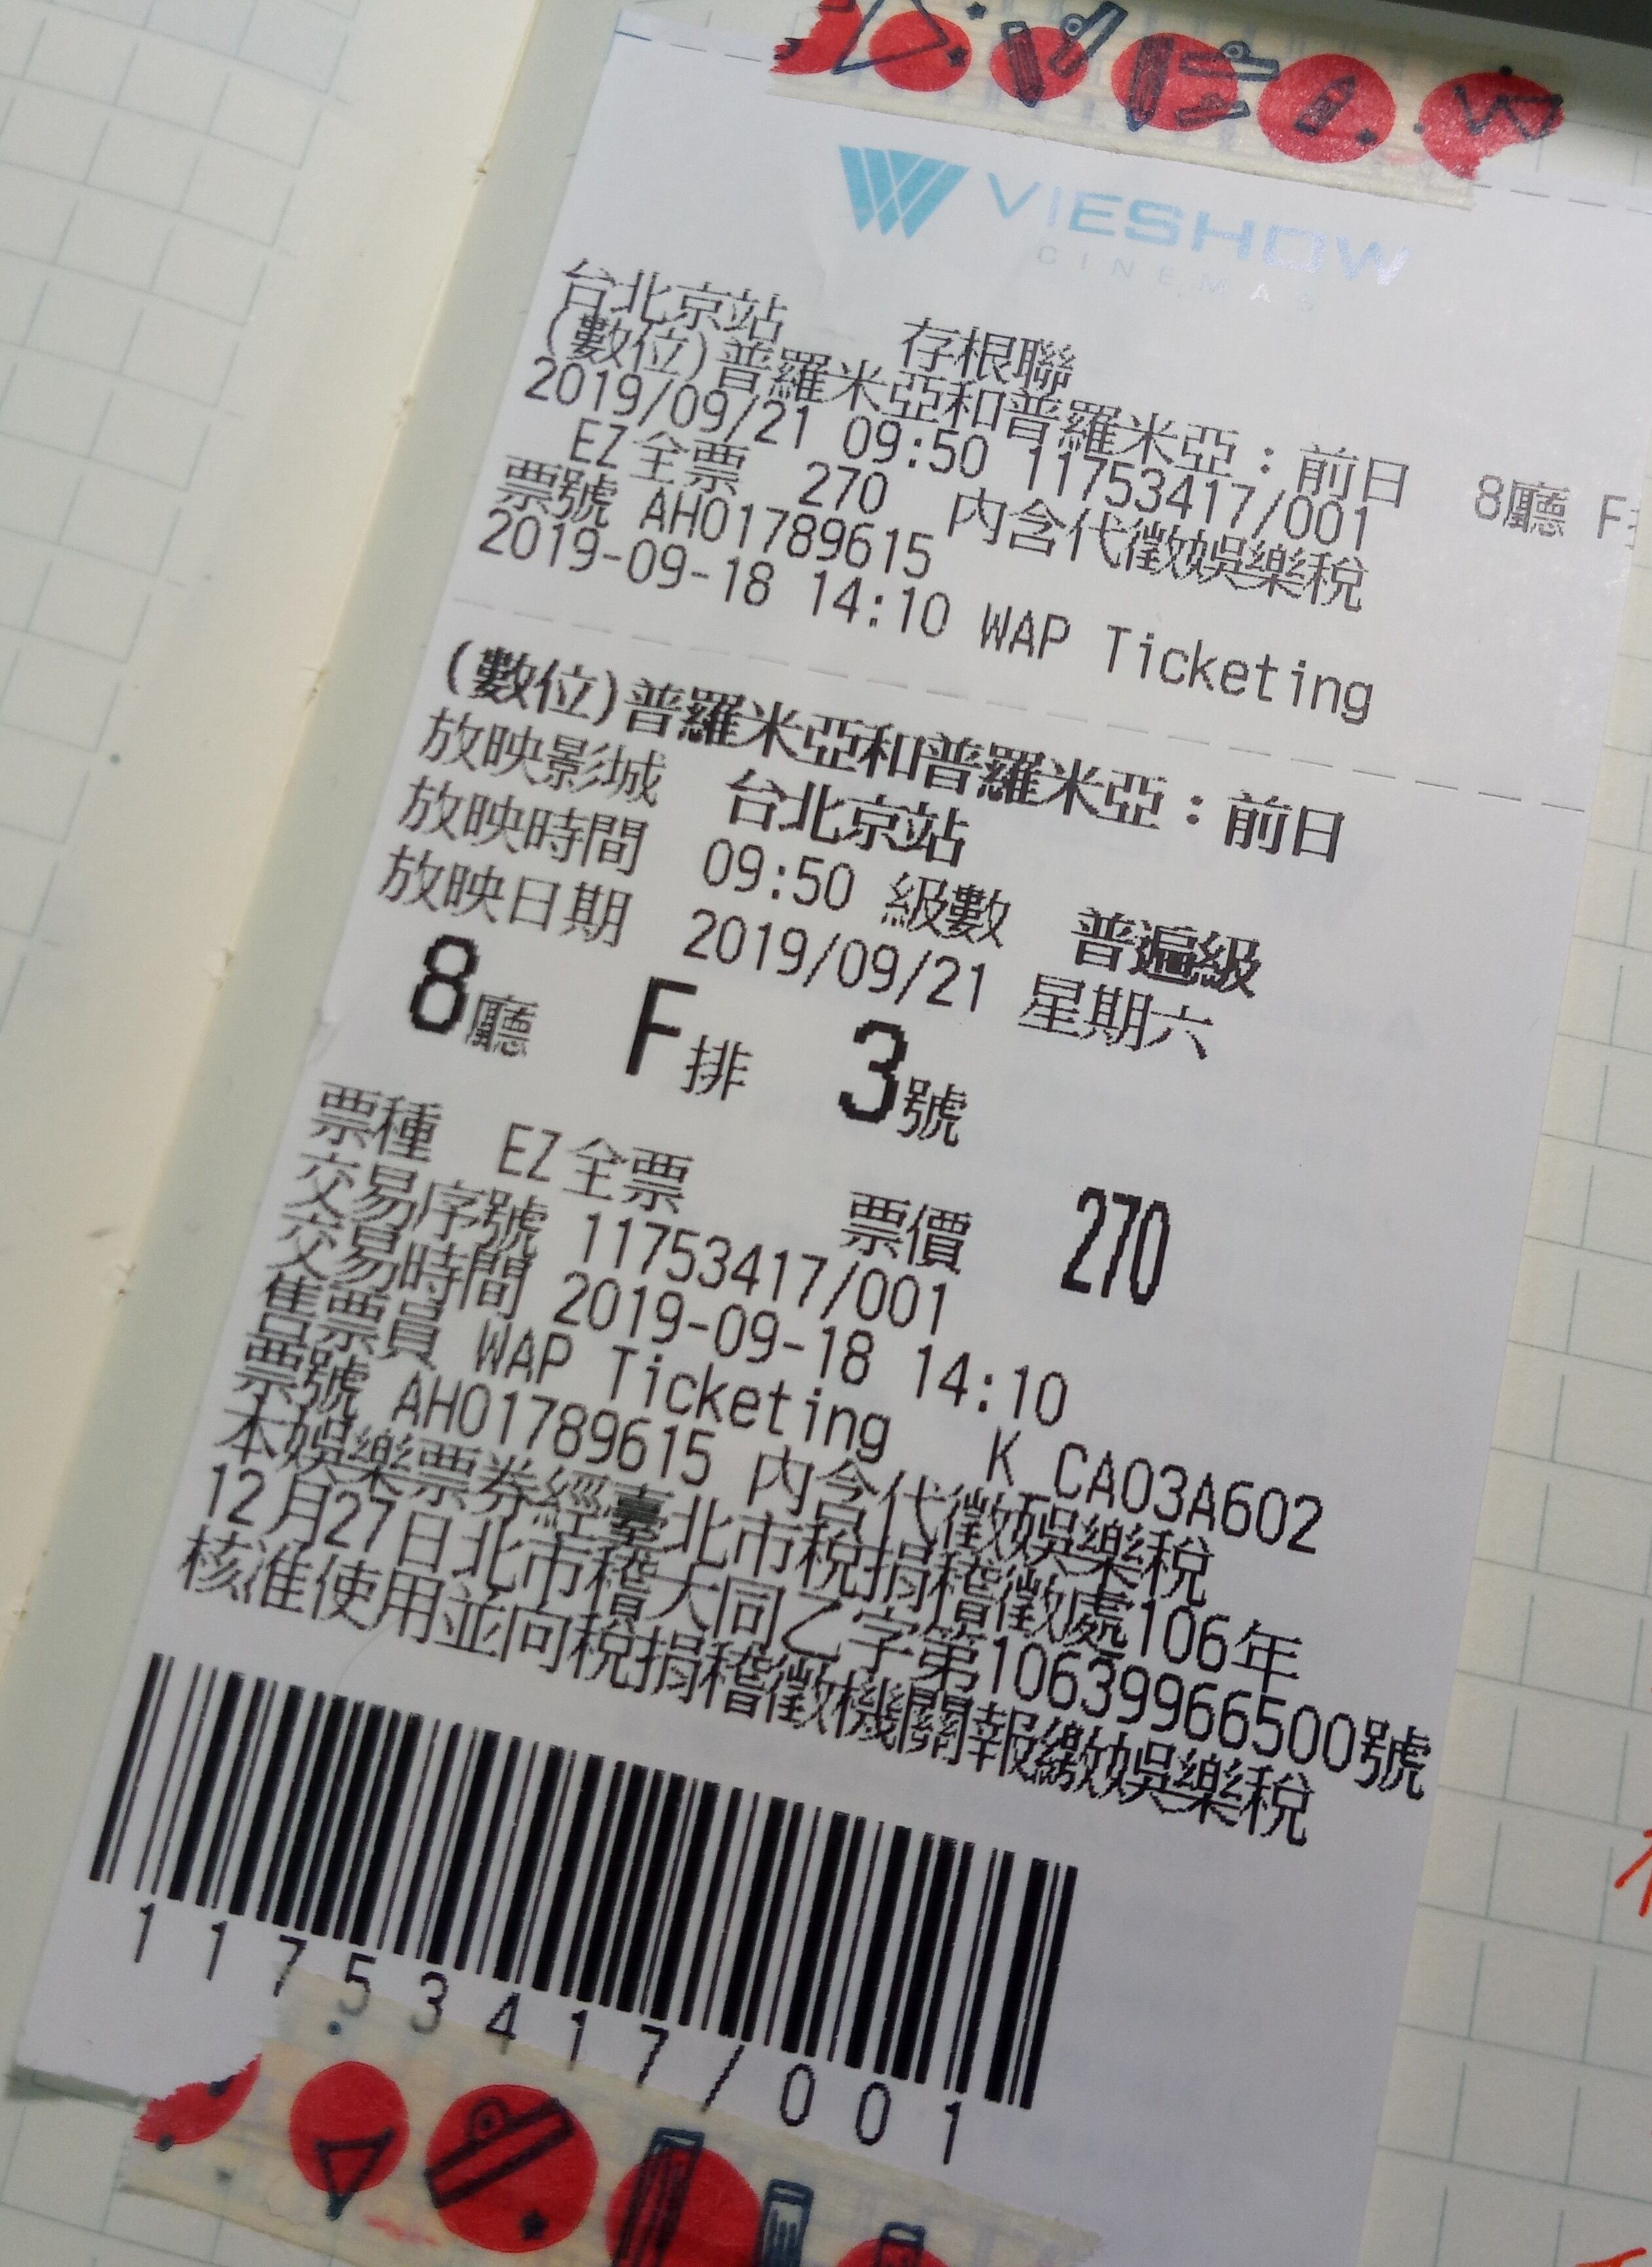 VIESHOW
CINEMAS
台北京站 存根聯
(數位)普羅米亞和普羅米亞：前日 8廳 F
2019/09/21 09:50 11753417/001
EZ全票 270 內含代徵娛樂稅
票號 AH01789615
2019-09-18 14:10 WAP Ticketing
(數位)普羅米亞和普羅米亞：前日
放映影城 台北京站
放映時間 09:50 級數 普遍級
放映日期 2019/09/21 星期六
8廳 F排 3號
票種 EZ全票 票價 270
交易序號 11753417/001
交易時間 2019-09-18 14:10
售票員 WAP Ticketing K CA03A602
票號 AH01789615 內含代徵娛樂稅
本娛樂票券經臺北市稅捐稽徵處106年
12月27日北市稽大同乙字第10639966500號
核准使用並向稅捐稽徵機關報繳娛樂稅
11753417/001